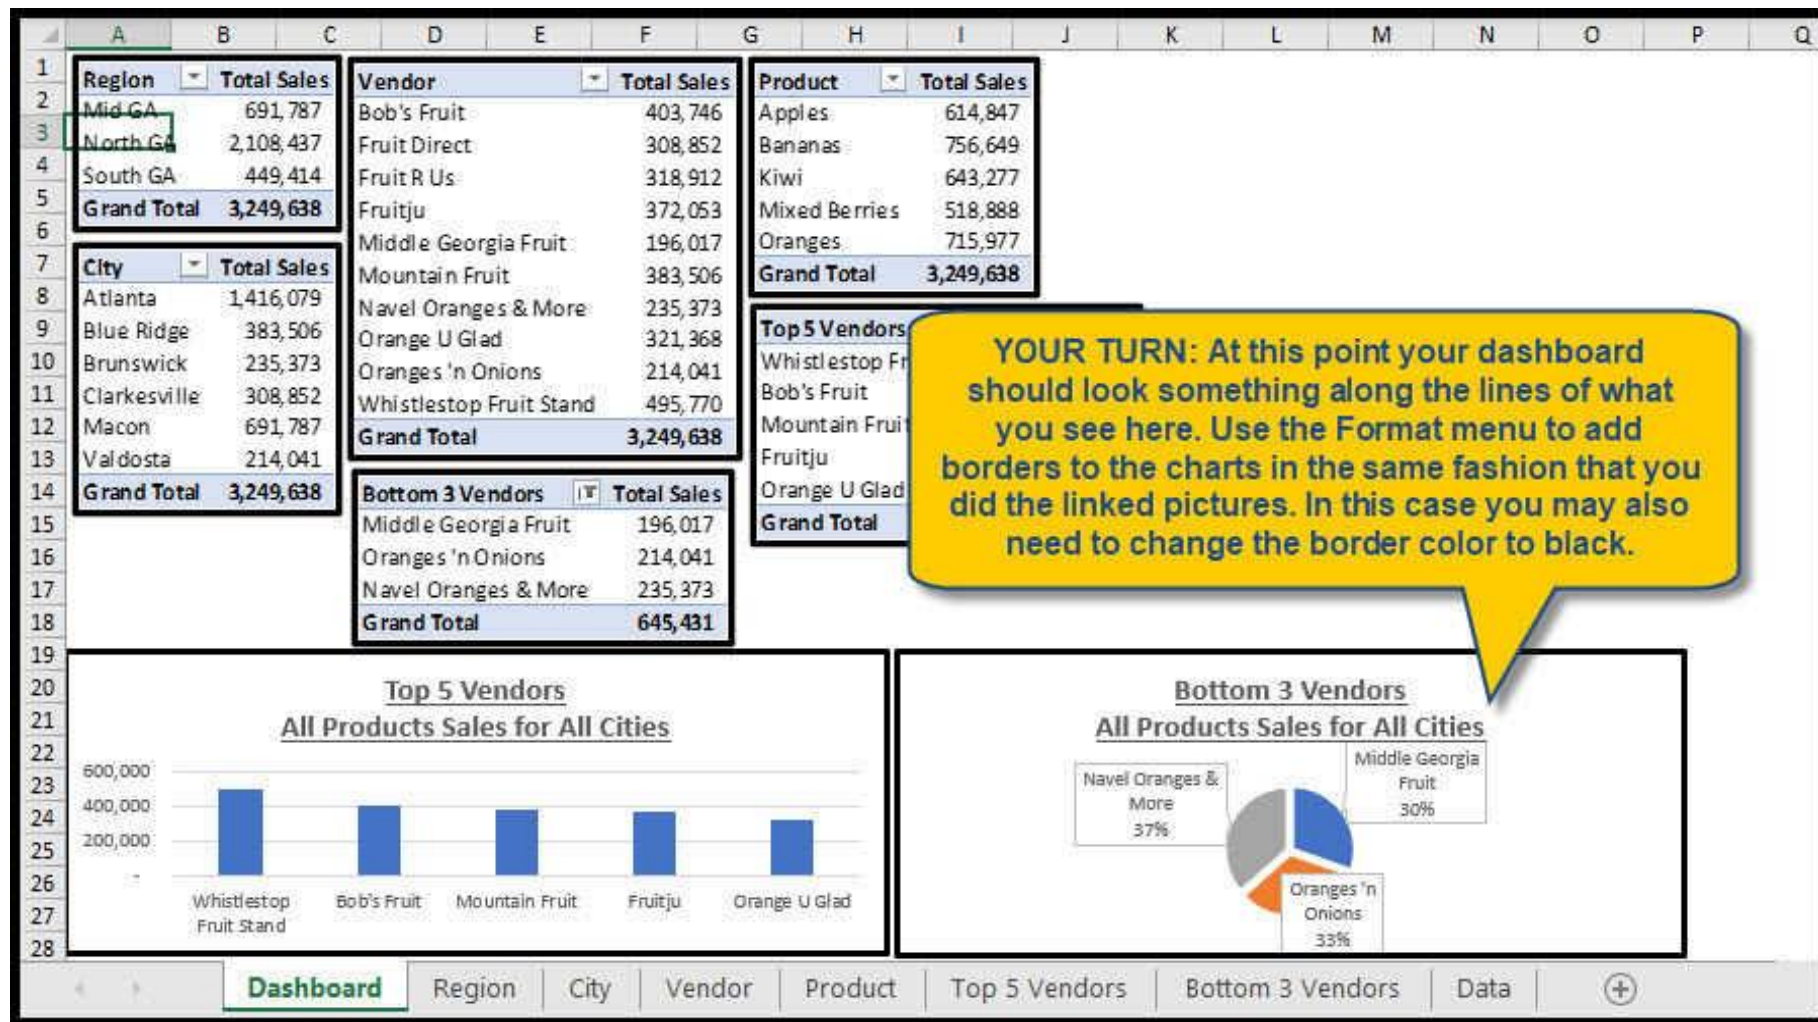 A B C D E F G H I J K L M N O P Q
1
2
3
4
5
6
7
8
9
10
11
12
13
14
15
16
17
18
19
20
21
22
23
24
25
26
27
28
Region Total Sales
Mid GA 691,787
North GA 2,108,437
South GA 449,414
Grand Total 3,249,638
City Total Sales
Atlanta 1,416,079
Blue Ridge 383,506
Brunswick 235,373
Clarkesville 308,852
Macon 691,787
Valdosta 214,041
Grand Total 3,249,638
Vendor Total Sales
Bob's Fruit 403,746
Fruit Direct 308,852
Fruit R Us 318,912
Fruitju 372,053
Middle Georgia Fruit 196,017
Mountain Fruit 383,506
Navel Oranges & More 235,373
Orange U Glad 321,368
Oranges 'n Onions 214,041
Whistlestop Fruit Stand 495,770
Grand Total 3,249,638
Bottom 3 Vendors Total Sales
Middle Georgia Fruit 196,017
Oranges 'n Onions 214,041
Navel Oranges & More 235,373
Grand Total 645,431
Product Total Sales
Apples 614,847
Bananas 756,649
Kiwi 643,277
Mixed Berries 518,888
Oranges 715,977
Grand Total 3,249,638
Top 5 Vendors
Whistlestop Fr
Bob's Fruit
Mountain Fruit
Fruitju
Orange U Glad
Grand Total
YOUR TURN: At this point your dashboard
should look something along the lines of what
you see here. Use the Format menu to add
borders to the charts in the same fashion that you
did the linked pictures. In this case you may also
need to change the border color to black.
Top 5 Vendors
All Products Sales for All Cities
600,000
400,000
200,000
-
Whistlestop
Fruit Stand
Bob's Fruit
Mountain Fruit
Fruitju
Orange U Glad
Bottom 3 Vendors
All Products Sales for All Cities
Navel Oranges &
More
37%
Middle Georgia
Fruit
30%
Oranges 'n
Onions
33%
Dashboard Region City Vendor Product Top 5 Vendors Bottom 3 Vendors Data